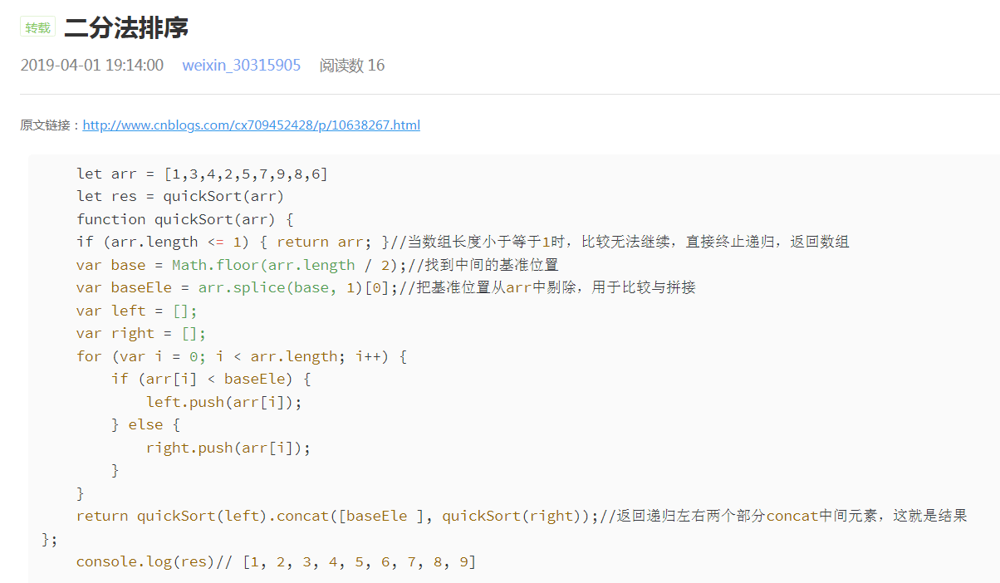 转载 二分法排序
2019-04-01 19:14:00 weixin_30315905 阅读数 16
原文链接：http://www.cnblogs.com/cx709452428/p/10638267.html
let arr = [1,3,4,2,5,7,9,8,6]
let res = quickSort(arr)
function quickSort(arr) {
if (arr.length <= 1) { return arr; }//当数组长度小于等于1时，比较无法继续，直接终止递归，返回数组
var base = Math.floor(arr.length / 2);//找到中间的基准位置
var baseEle = arr.splice(base, 1)[0];//把基准位置从arr中剔除，用于比较与拼接
var left = [];
var right = [];
for (var i = 0; i < arr.length; i++) {
if (arr[i] < baseEle) {
left.push(arr[i]);
} else {
right.push(arr[i]);
}
}
return quickSort(left).concat([baseEle ], quickSort(right));//返回递归左右两个部分concat中间元素，这就是结果
};
console.log(res)// [1, 2, 3, 4, 5, 6, 7, 8, 9]